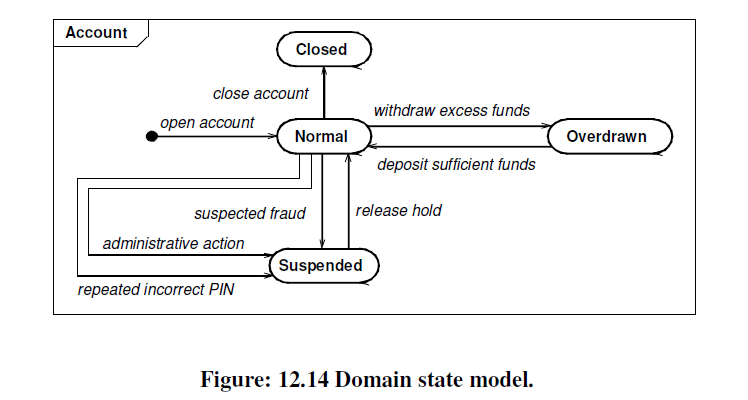 Account
Closed
close account
open account
withdraw excess funds
Normal
Overdrawn
deposit sufficient funds
suspected fraud
release hold
administrative action
Suspended
repeated incorrect PIN
Figure: 12.14 Domain state model.